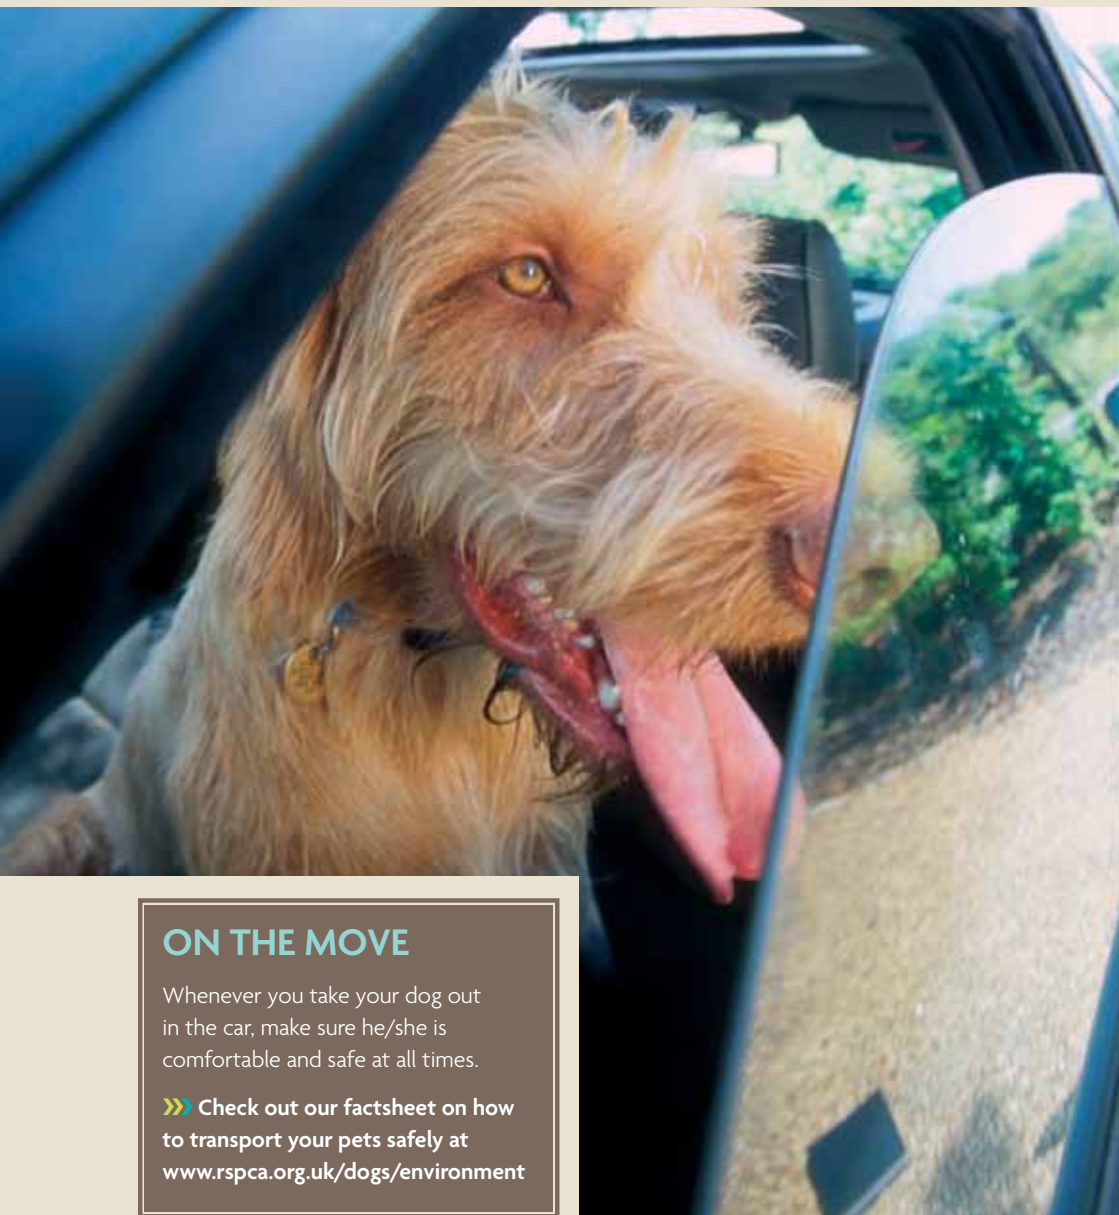 ON THE MOVE
Whenever you take your dog out
in the car, make sure he/she is
comfortable and safe at all times.
Check out our factsheet on how
to transport your pets safely at
www.rspca.org.uk/dogs/environment